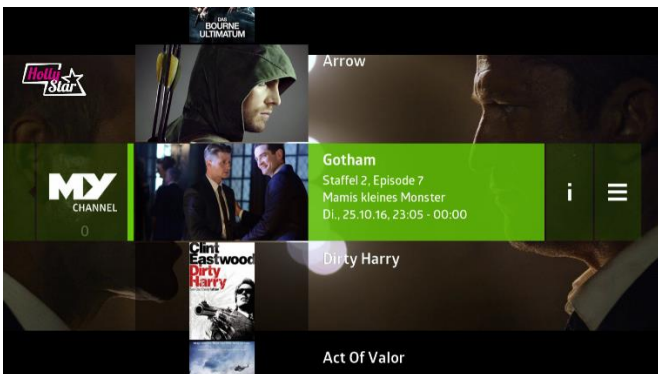 DAS
BOURNE
ULTIMATUM
Holly
Star
Arrow
MY
CHANNEL
0
Gotham
Staffel 2, Episode 7
Mamis kleines Monster
Di., 25.10.16, 23:05 - 00:00
i
Clint
Eastwood
Dirty
Harry
Dirty Harry
Act Of Valor